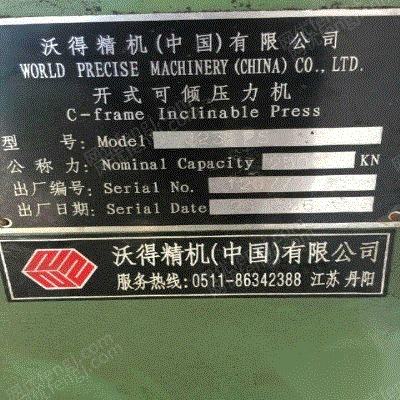 沃得精机(中国)有限公司
WORLD PRECISE MACHINERY(CHINA) CO.,LTD.
开式可倾压力机
C-frame Inclinable Press
型 号: Model
公称力: Nominal Capacity KN
出厂编号: Serial No.
出厂日期: Serial Date
沃得精机(中国)有限公司
服务热线:0511-86342388 江苏 丹阳